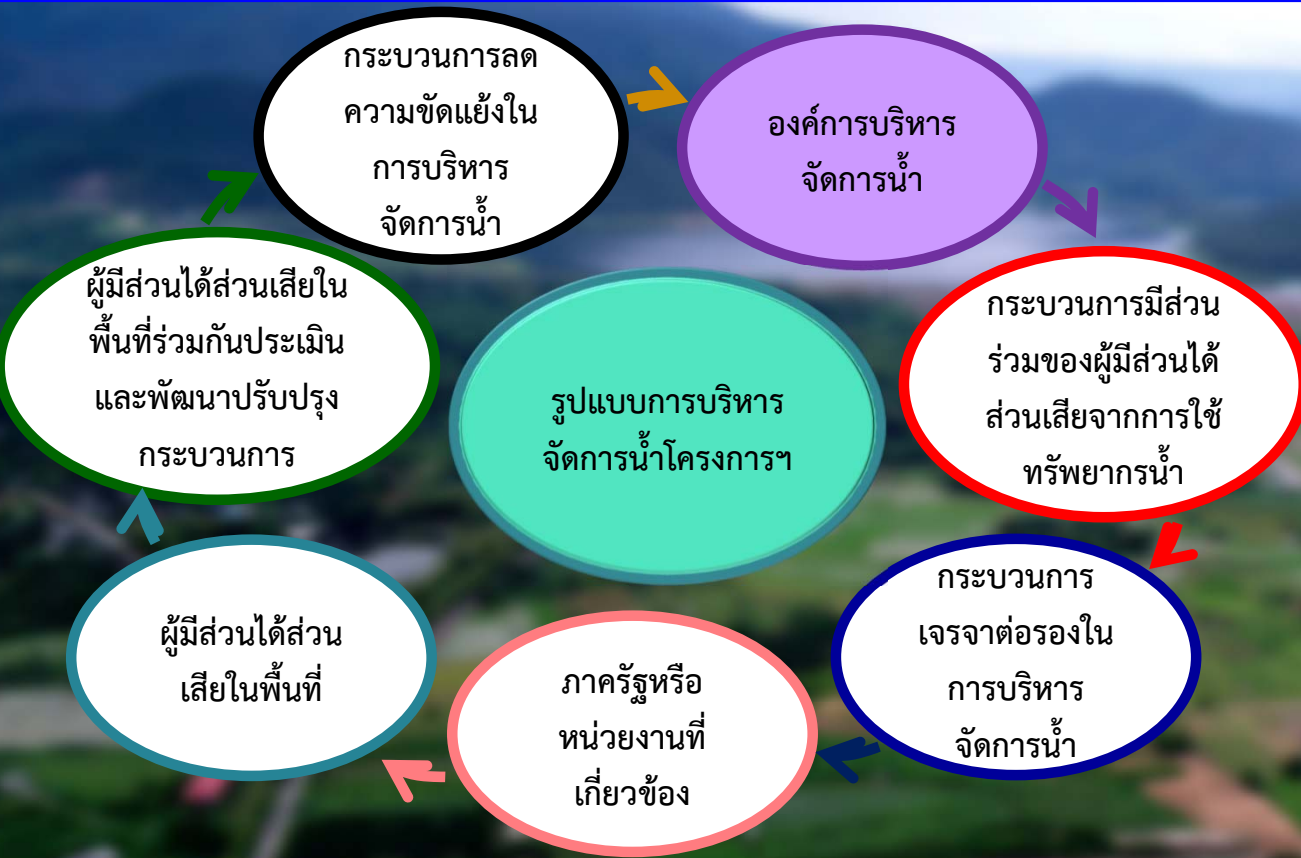 กระบวนการลด
ความขัดแย้งใน
การบริหาร
จัดการน้ำ
องค์การบริหาร
จัดการน้ำ
กระบวนการมีส่วน
ร่วมของผู้มีส่วนได้
ส่วนเสียจากการใช้
ทรัพยากรน้ำ
กระบวนการ
เจรจาต่อรองใน
การบริหาร
จัดการน้ำ
ภาครัฐหรือ
หน่วยงานที่
เกี่ยวข้อง
ผู้มีส่วนได้ส่วน
เสียในพื้นที่
ผู้มีส่วนได้ส่วนเสียใน
พื้นที่ร่วมกันประเมิน
และพัฒนาปรับปรุง
กระบวนการ
รูปแบบการบริหาร
จัดการน้ำโครงการฯ